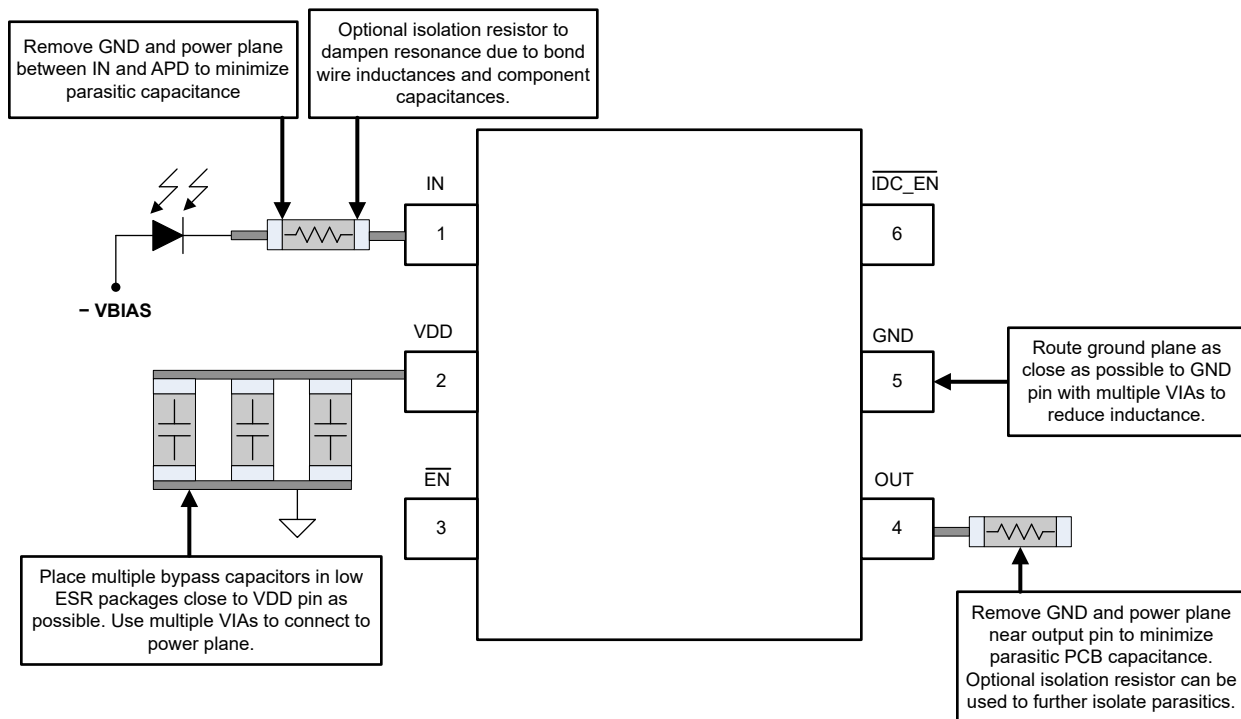 Remove GND and power plane
between IN and APD to minimize
parasitic capacitance
Optional isolation resistor to
dampen resonance due to bond
wire inductances and component
capacitances.
IN
1
− VBIAS
VDD
2
EN
3
IDC_EN
6
GND
5
OUT
4
Route ground plane as
close as possible to GND
pin with multiple VIAs to
reduce inductance.
Place multiple bypass capacitors in low
ESR packages close to VDD pin as
possible. Use multiple VIAs to connect to
power plane.
Remove GND and power plane
near output pin to minimize
parasitic PCB capacitance.
Optional isolation resistor can be
used to further isolate parasitics.